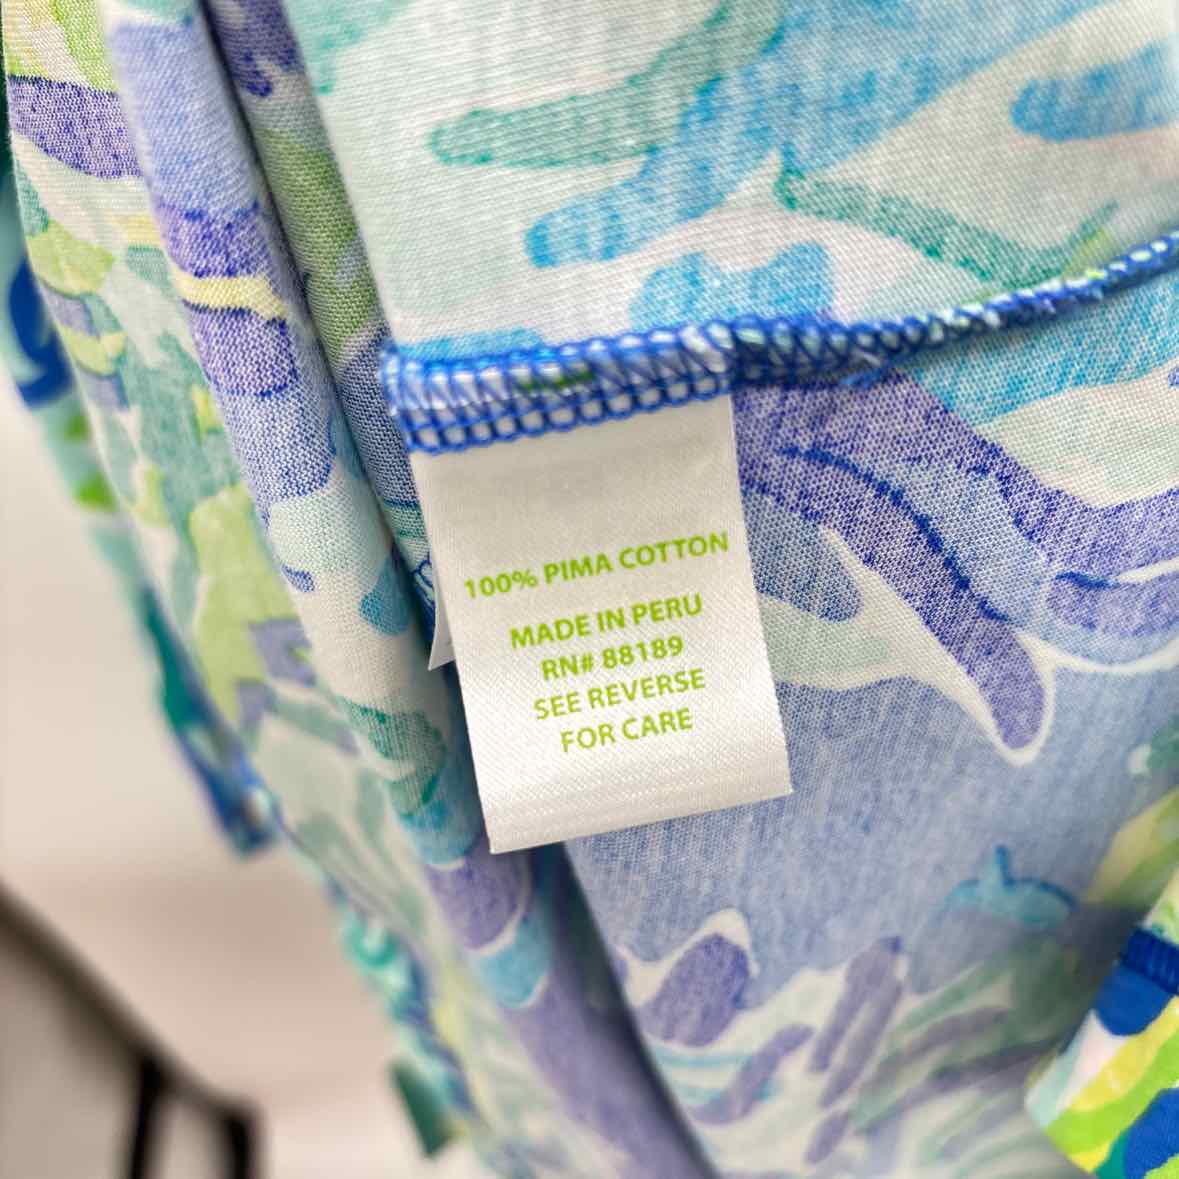 100% PIMA COTTON
MADE IN PERU
RN# 88189
SEE REVERSE
FOR CARE